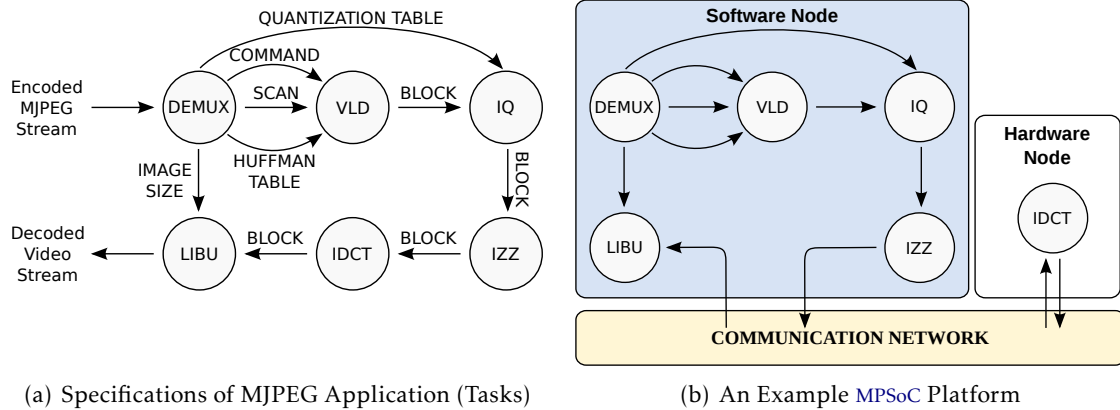 QUANTIZATION TABLE
COMMAND
Encoded
MJPEG
Stream
DEMUX
SCAN
VLD
BLOCK
IQ
HUFFMAN
TABLE
IMAGE
SIZE
BLOCK
Decoded
Video
Stream
LIBU
BLOCK
IDCT
BLOCK
IZZ
(a) Specifications of MJPEG Application (Tasks)
Software Node
DEMUX
VLD
IQ
LIBU
IZZ
Hardware
Node
IDCT
COMMUNICATION NETWORK
(b) An Example MPSoC Platform